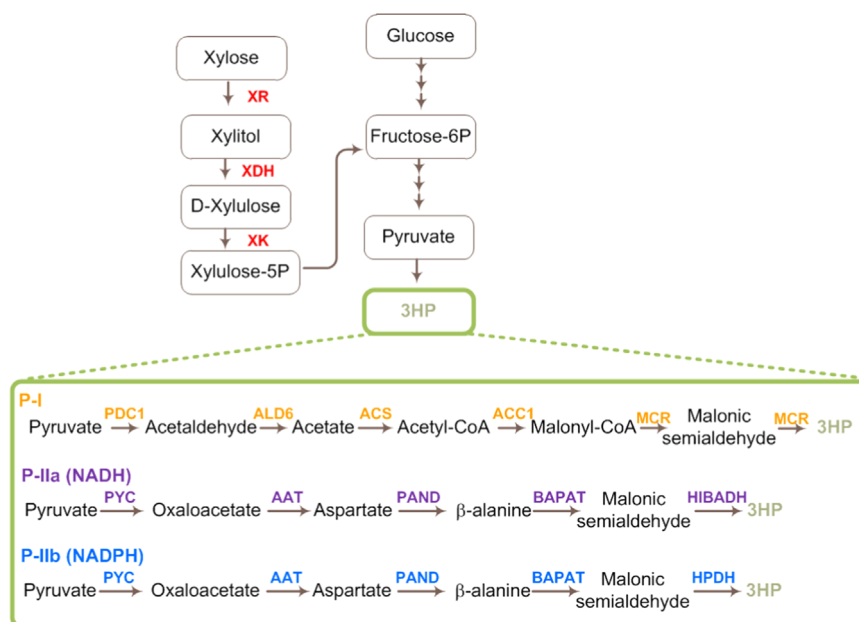 Glucose
Xylose
XR
Xylitol
Fructose-6P
XDH
D-Xylulose
XK
Pyruvate
Xylulose-5P
3HP
P-I
PDC1 ALD6 ACS ACC1 MCR Malonic MCR
Pyruvate Acetaldehyde Acetate Acetyl-CoA Malonyl-CoA semialdehyde 3HP
P-IIa (NADH)
PYC AAT PAND BAPAT HIBADH
Pyruvate Oxaloacetate Aspartate β-alanine Malonic 3HP
semialdehyde
P-IIb (NADPH)
PYC AAT PAND BAPAT HPDH
Pyruvate Oxaloacetate Aspartate β-alanine Malonic 3HP
semialdehyde